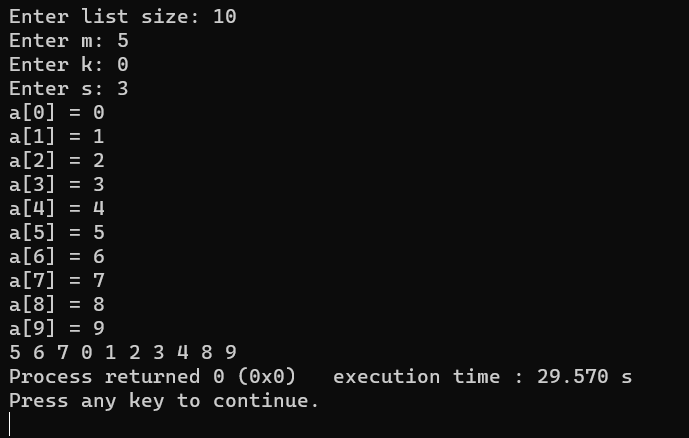 Enter list size: 10
Enter m: 5
Enter k: 0
Enter s: 3
a[0] = 0
a[1] = 1
a[2] = 2
a[3] = 3
a[4] = 4
a[5] = 5
a[6] = 6
a[7] = 7
a[8] = 8
a[9] = 9
5 6 7 0 1 2 3 4 8 9
Process returned 0 (0x0)   execution time : 29.570 s
Press any key to continue.